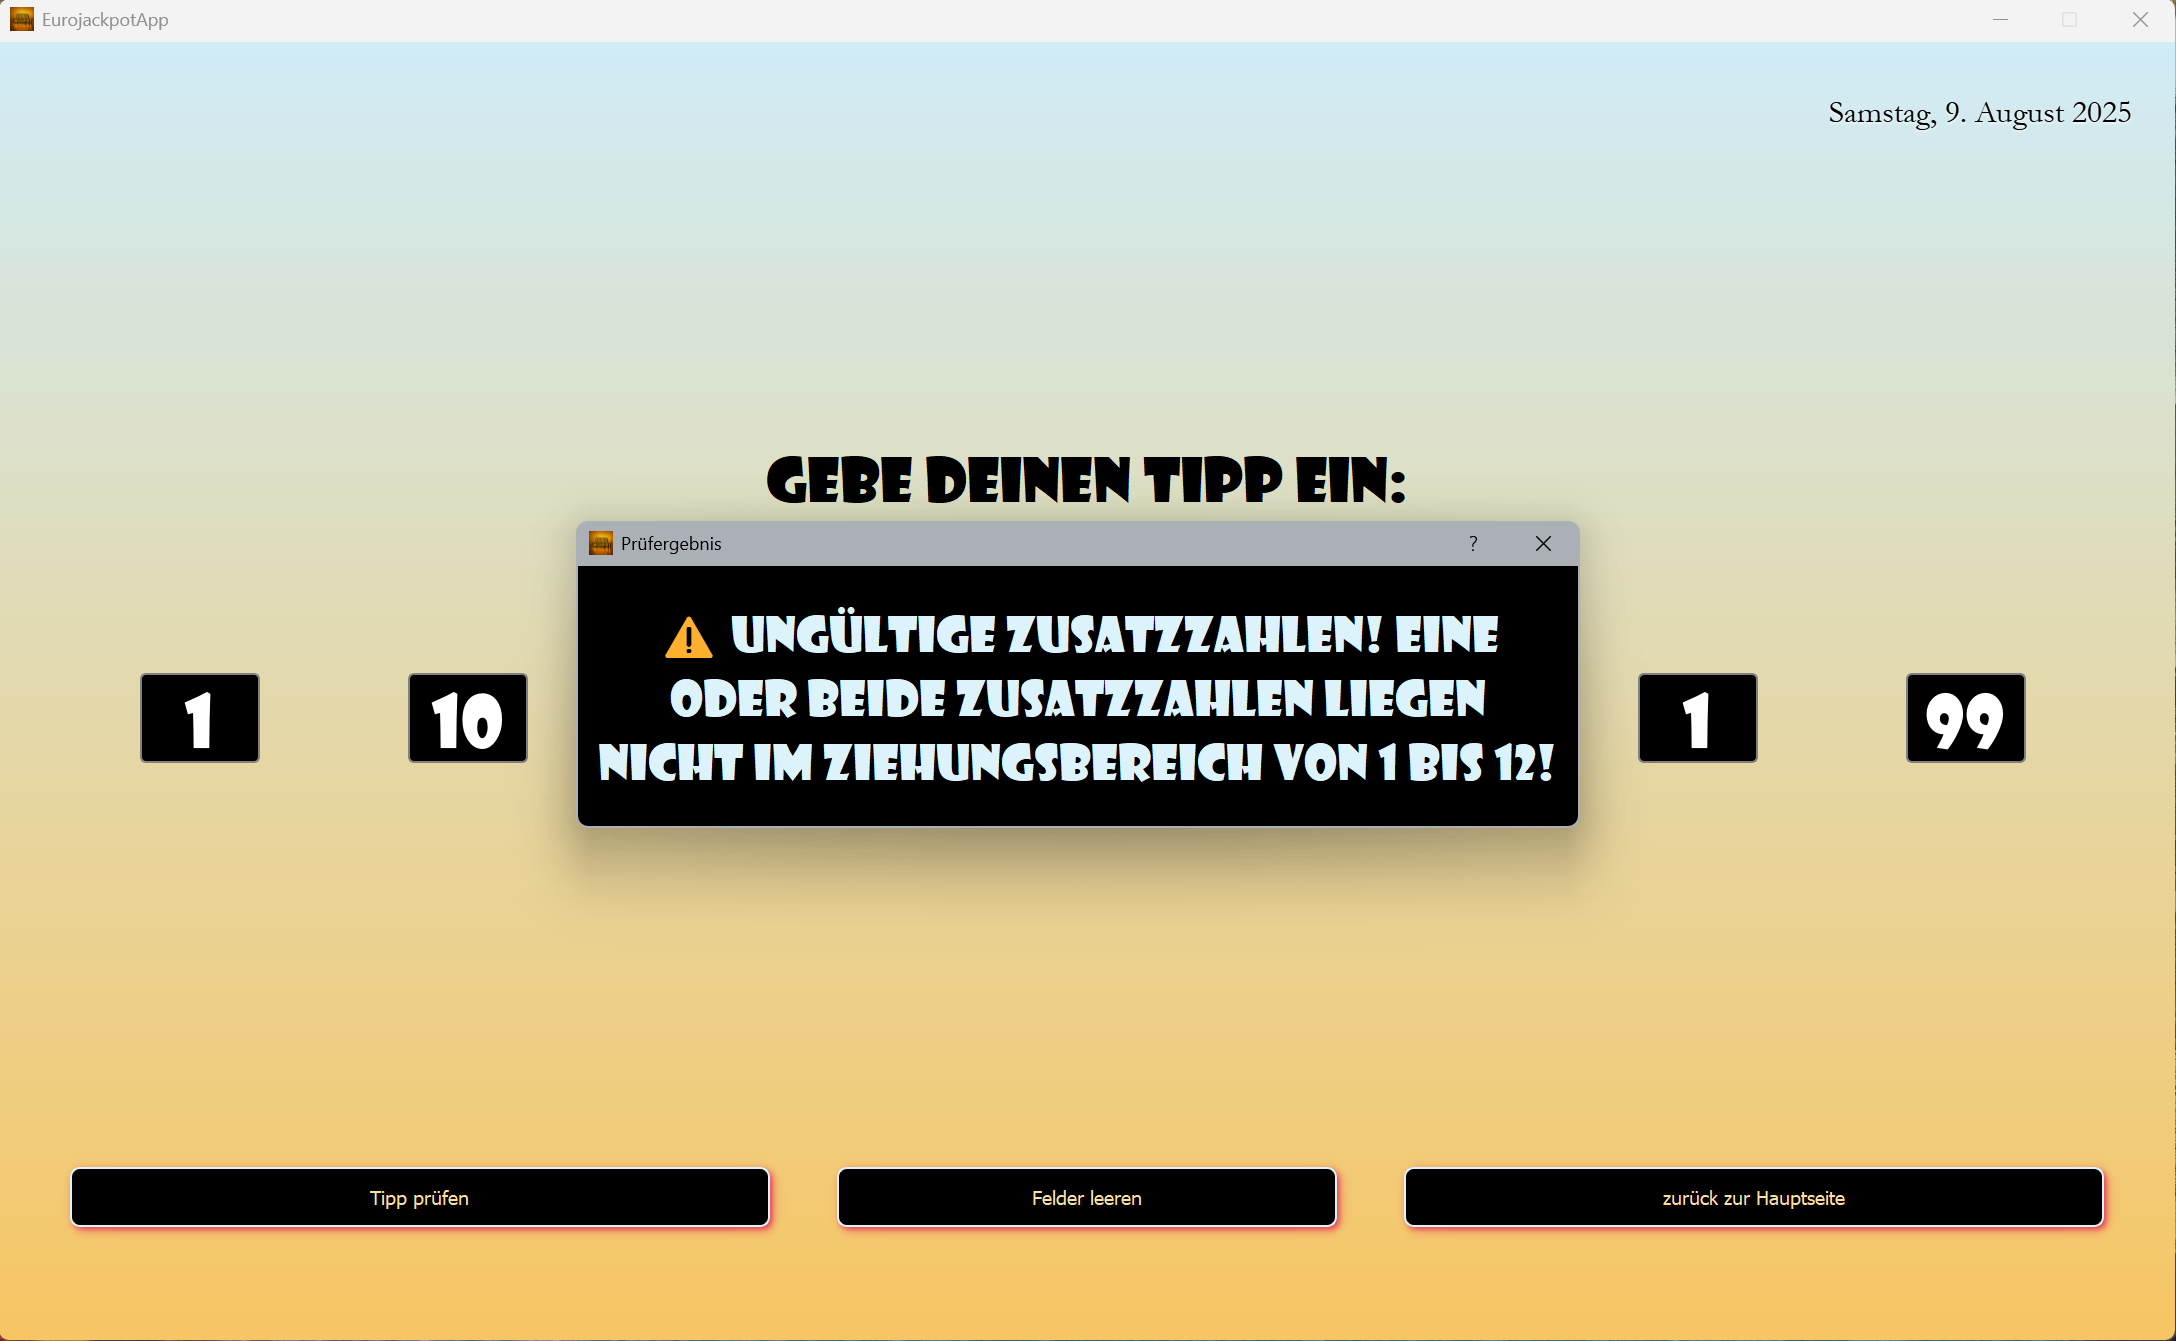 EurojackpotApp
Samstag, 9. August 2025
GEBE DEINEN TIPP EIN:
Prüfergebnis
?
⚠ UNGÜLTIGE ZUSATZZAHLEN! EINE
ODER BEIDE ZUSATZZAHLEN LIEGEN
NICHT IM ZIEHUNGSBEREICH VON 1 BIS 12!
1 10 1 99
Tipp prüfen
Felder leeren
zurück zur Hauptseite